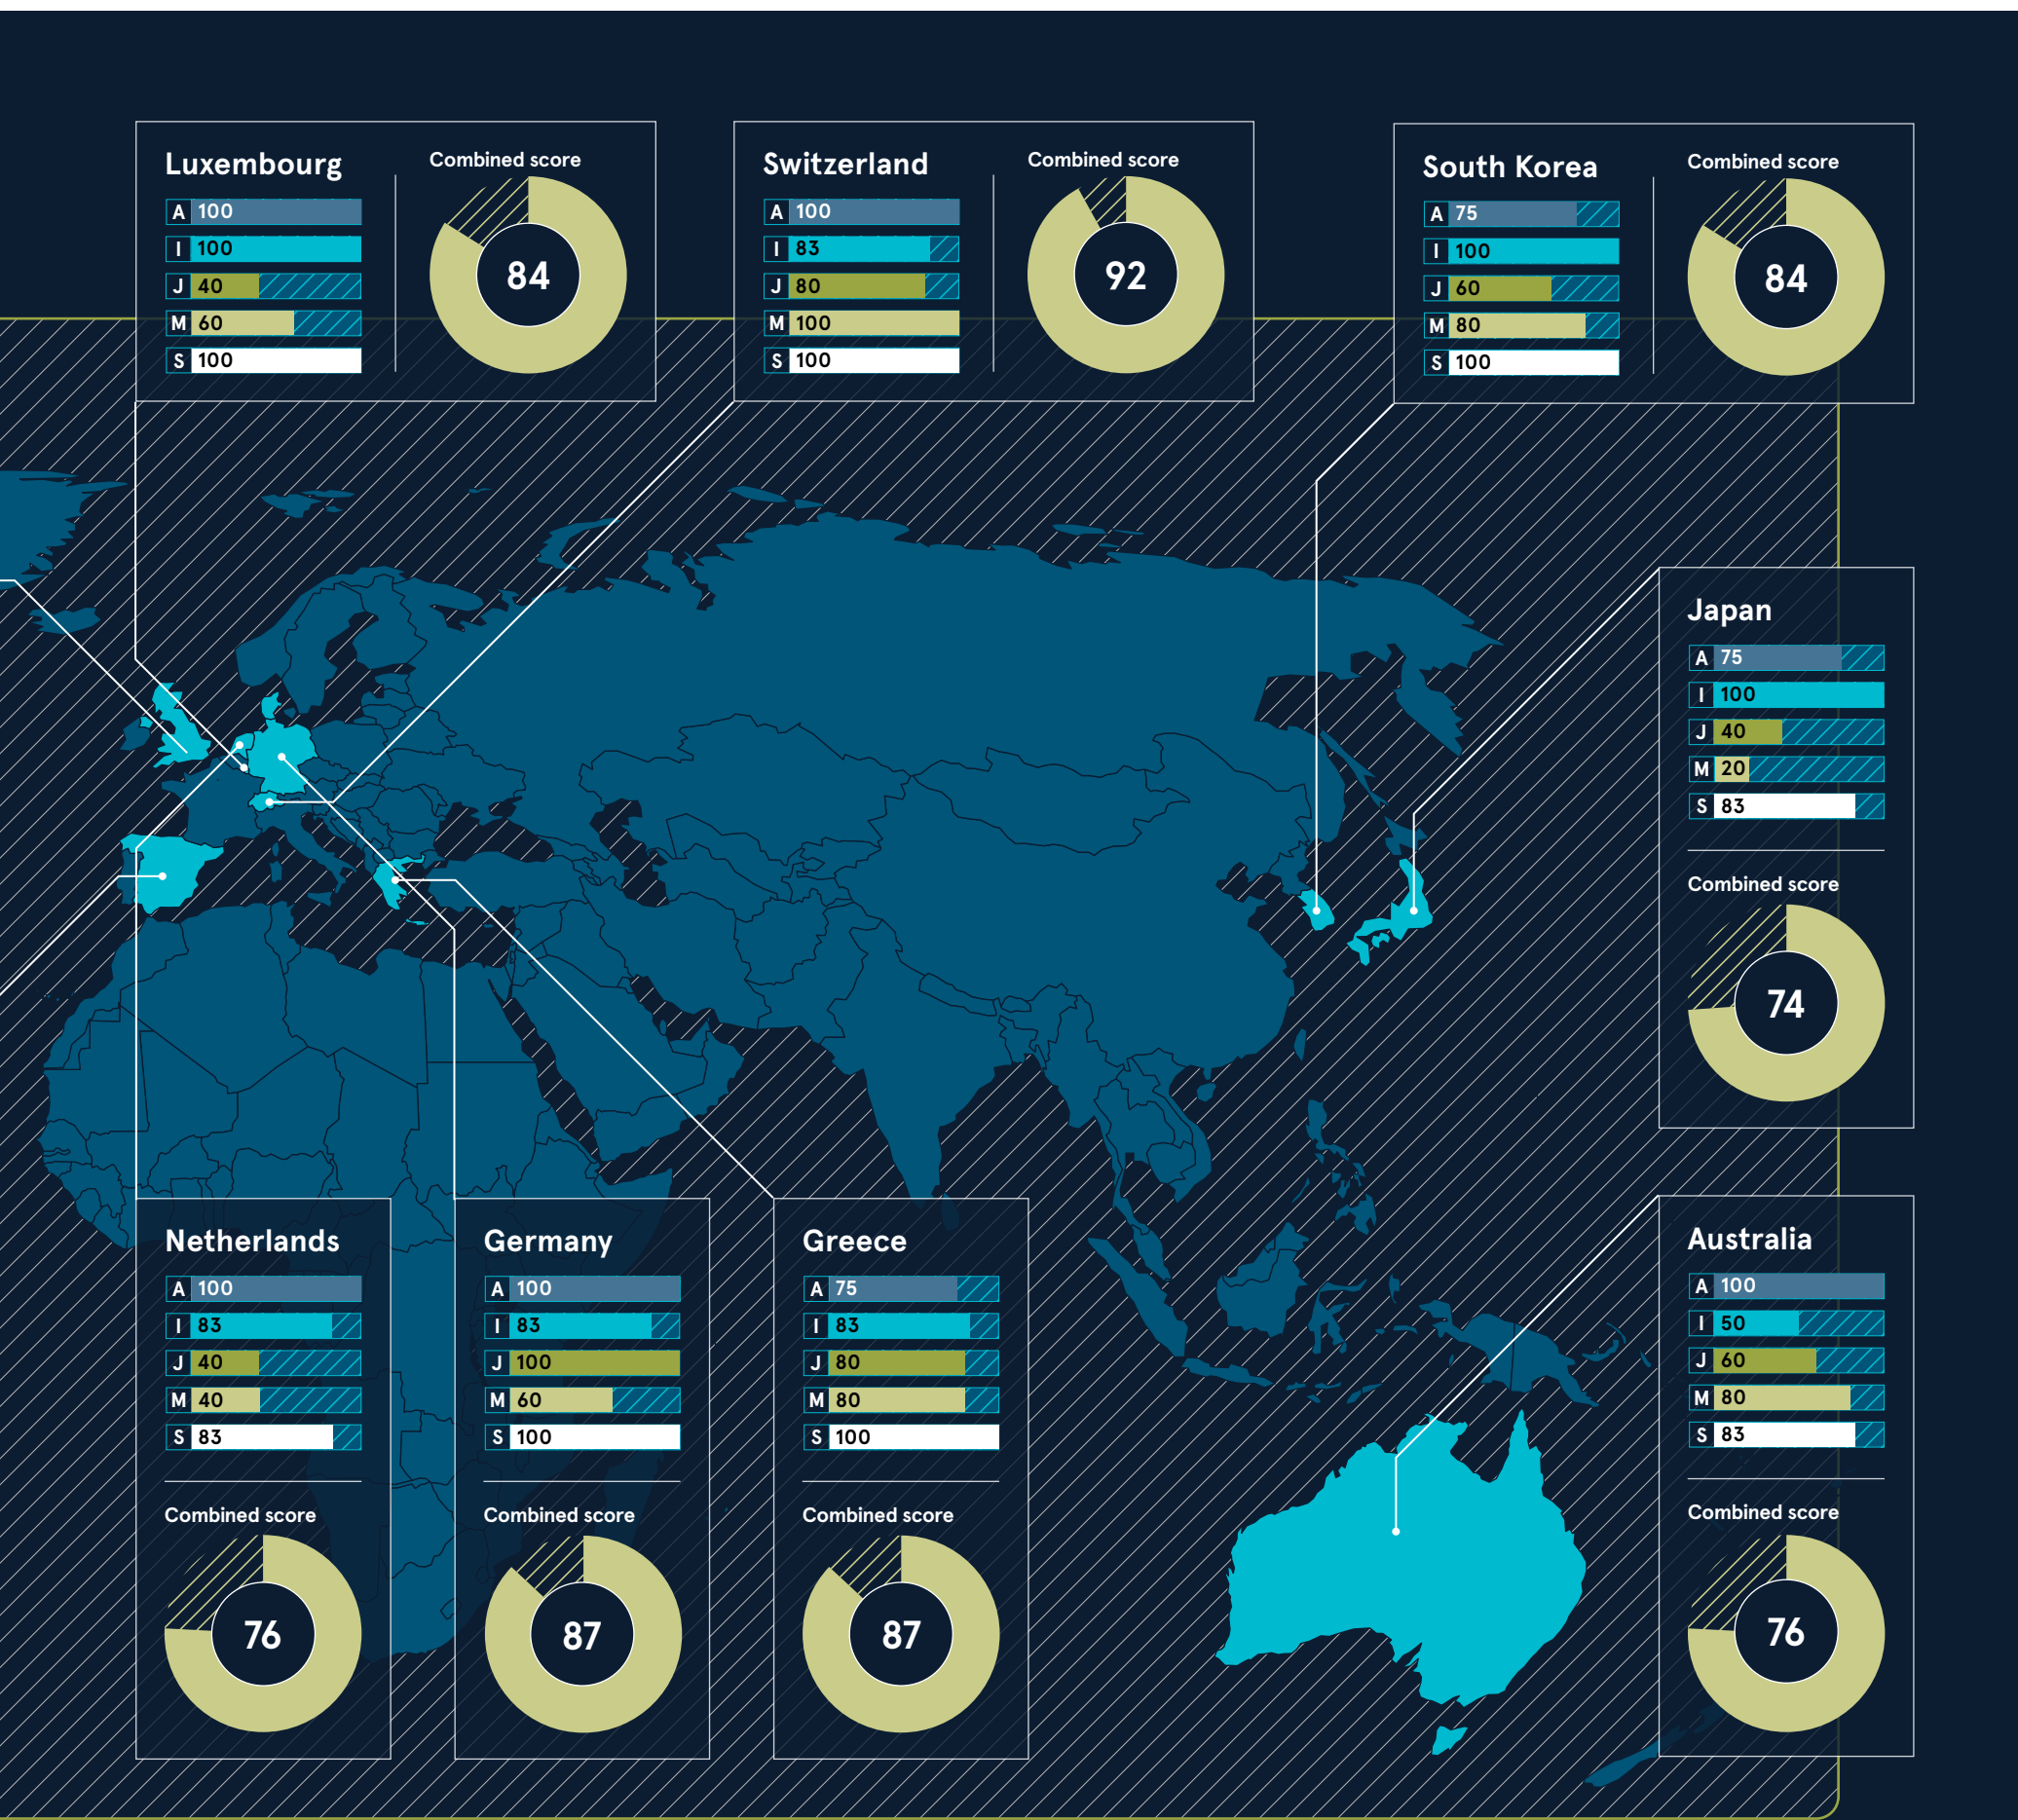 Luxembourg
Combined score
A 100
I 100
J 40
M 60
S 100
84
Switzerland
Combined score
A 100
I 83
J 80
M 100
S 100
92
South Korea
Combined score
A 75
I 100
J 60
M 80
S 100
84
Japan
A 75
I 100
J 40
M 20
S 83
Combined score
74
Netherlands
A 100
I 83
J 40
M 40
S 83
Combined score
76
Germany
A 100
I 83
J 100
M 60
S 100
Combined score
87
Greece
A 75
I 83
J 80
M 80
S 100
Combined score
87
Australia
A 100
I 50
J 60
M 80
S 83
Combined score
76